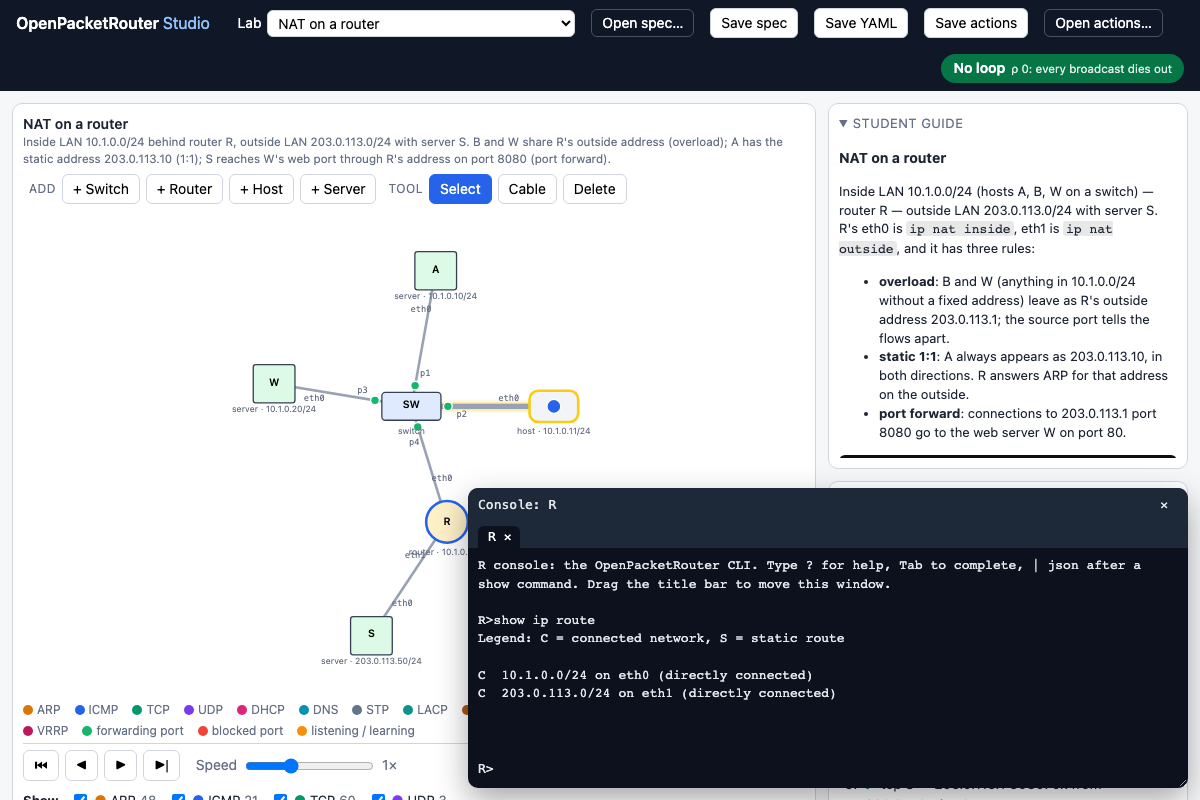 OpenPacketRouter Studio
Lab
NAT on a router
Open spec...
Save spec
Save YAML
Save actions
Open actions...
No loop ρ 0: every broadcast dies out
NAT on a router
Inside LAN 10.1.0.0/24 behind router R, outside LAN 203.0.113.0/24 with server S. B and W share R's outside address (overload); A has the
static address 203.0.113.10 (1:1); S reaches W's web port through R's address on port 8080 (port forward).
ADD
+ Switch
+ Router
+ Host
+ Server
TOOL
Select
Cable
Delete
A
server · 10.1.0.10/24
eth0
p1
W
eth0
server · 10.1.0.20/24
p3
SW
switch
p2
eth0
host · 10.1.0.11/24
p4
eth0
R
router · 10.1.0.
eth1
eth0
S
server · 203.0.113.50/24
ARP
ICMP
TCP
UDP
DHCP
DNS
STP
LACP
VRRP
forwarding port
blocked port
listening / learning
Speed
1×
Show
ARP 48
ICMP 21
TCP 60
UDP 3
▼ STUDENT GUIDE
NAT on a router
Inside LAN 10.1.0.0/24 (hosts A, B, W on a switch) —
router R — outside LAN 203.0.113.0/24 with server S.
R's eth0 is ip nat inside, eth1 is ip nat
outside, and it has three rules:
• overload: B and W (anything in 10.1.0.0/24
without a fixed address) leave as R's outside
address 203.0.113.1; the source port tells the
flows apart.
• static 1:1: A always appears as 203.0.113.10, in
both directions. R answers ARP for that address
on the outside.
• port forward: connections to 203.0.113.1 port
8080 go to the web server W on port 80.
Console: R
×
R ×
R console: the OpenPacketRouter CLI. Type ? for help, Tab to complete, | json after a
show command. Drag the title bar to move this window.
R>show ip route
Legend: C = connected network, S = static route
C  10.1.0.0/24 on eth0 (directly connected)
C  203.0.113.0/24 on eth1 (directly connected)
R>